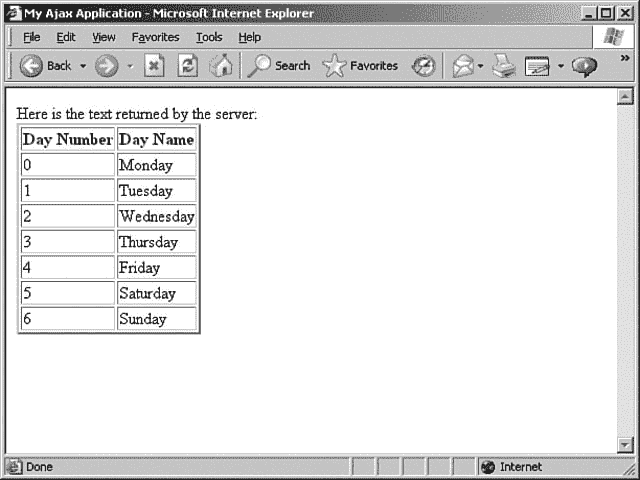 My Ajax Application - Microsoft Internet Explorer
File Edit View Favorites Tools Help
Back Search Favorites »
Here is the text returned by the server:
Day Number Day Name
0 Monday
1 Tuesday
2 Wednesday
3 Thursday
4 Friday
5 Saturday
6 Sunday
Done Internet